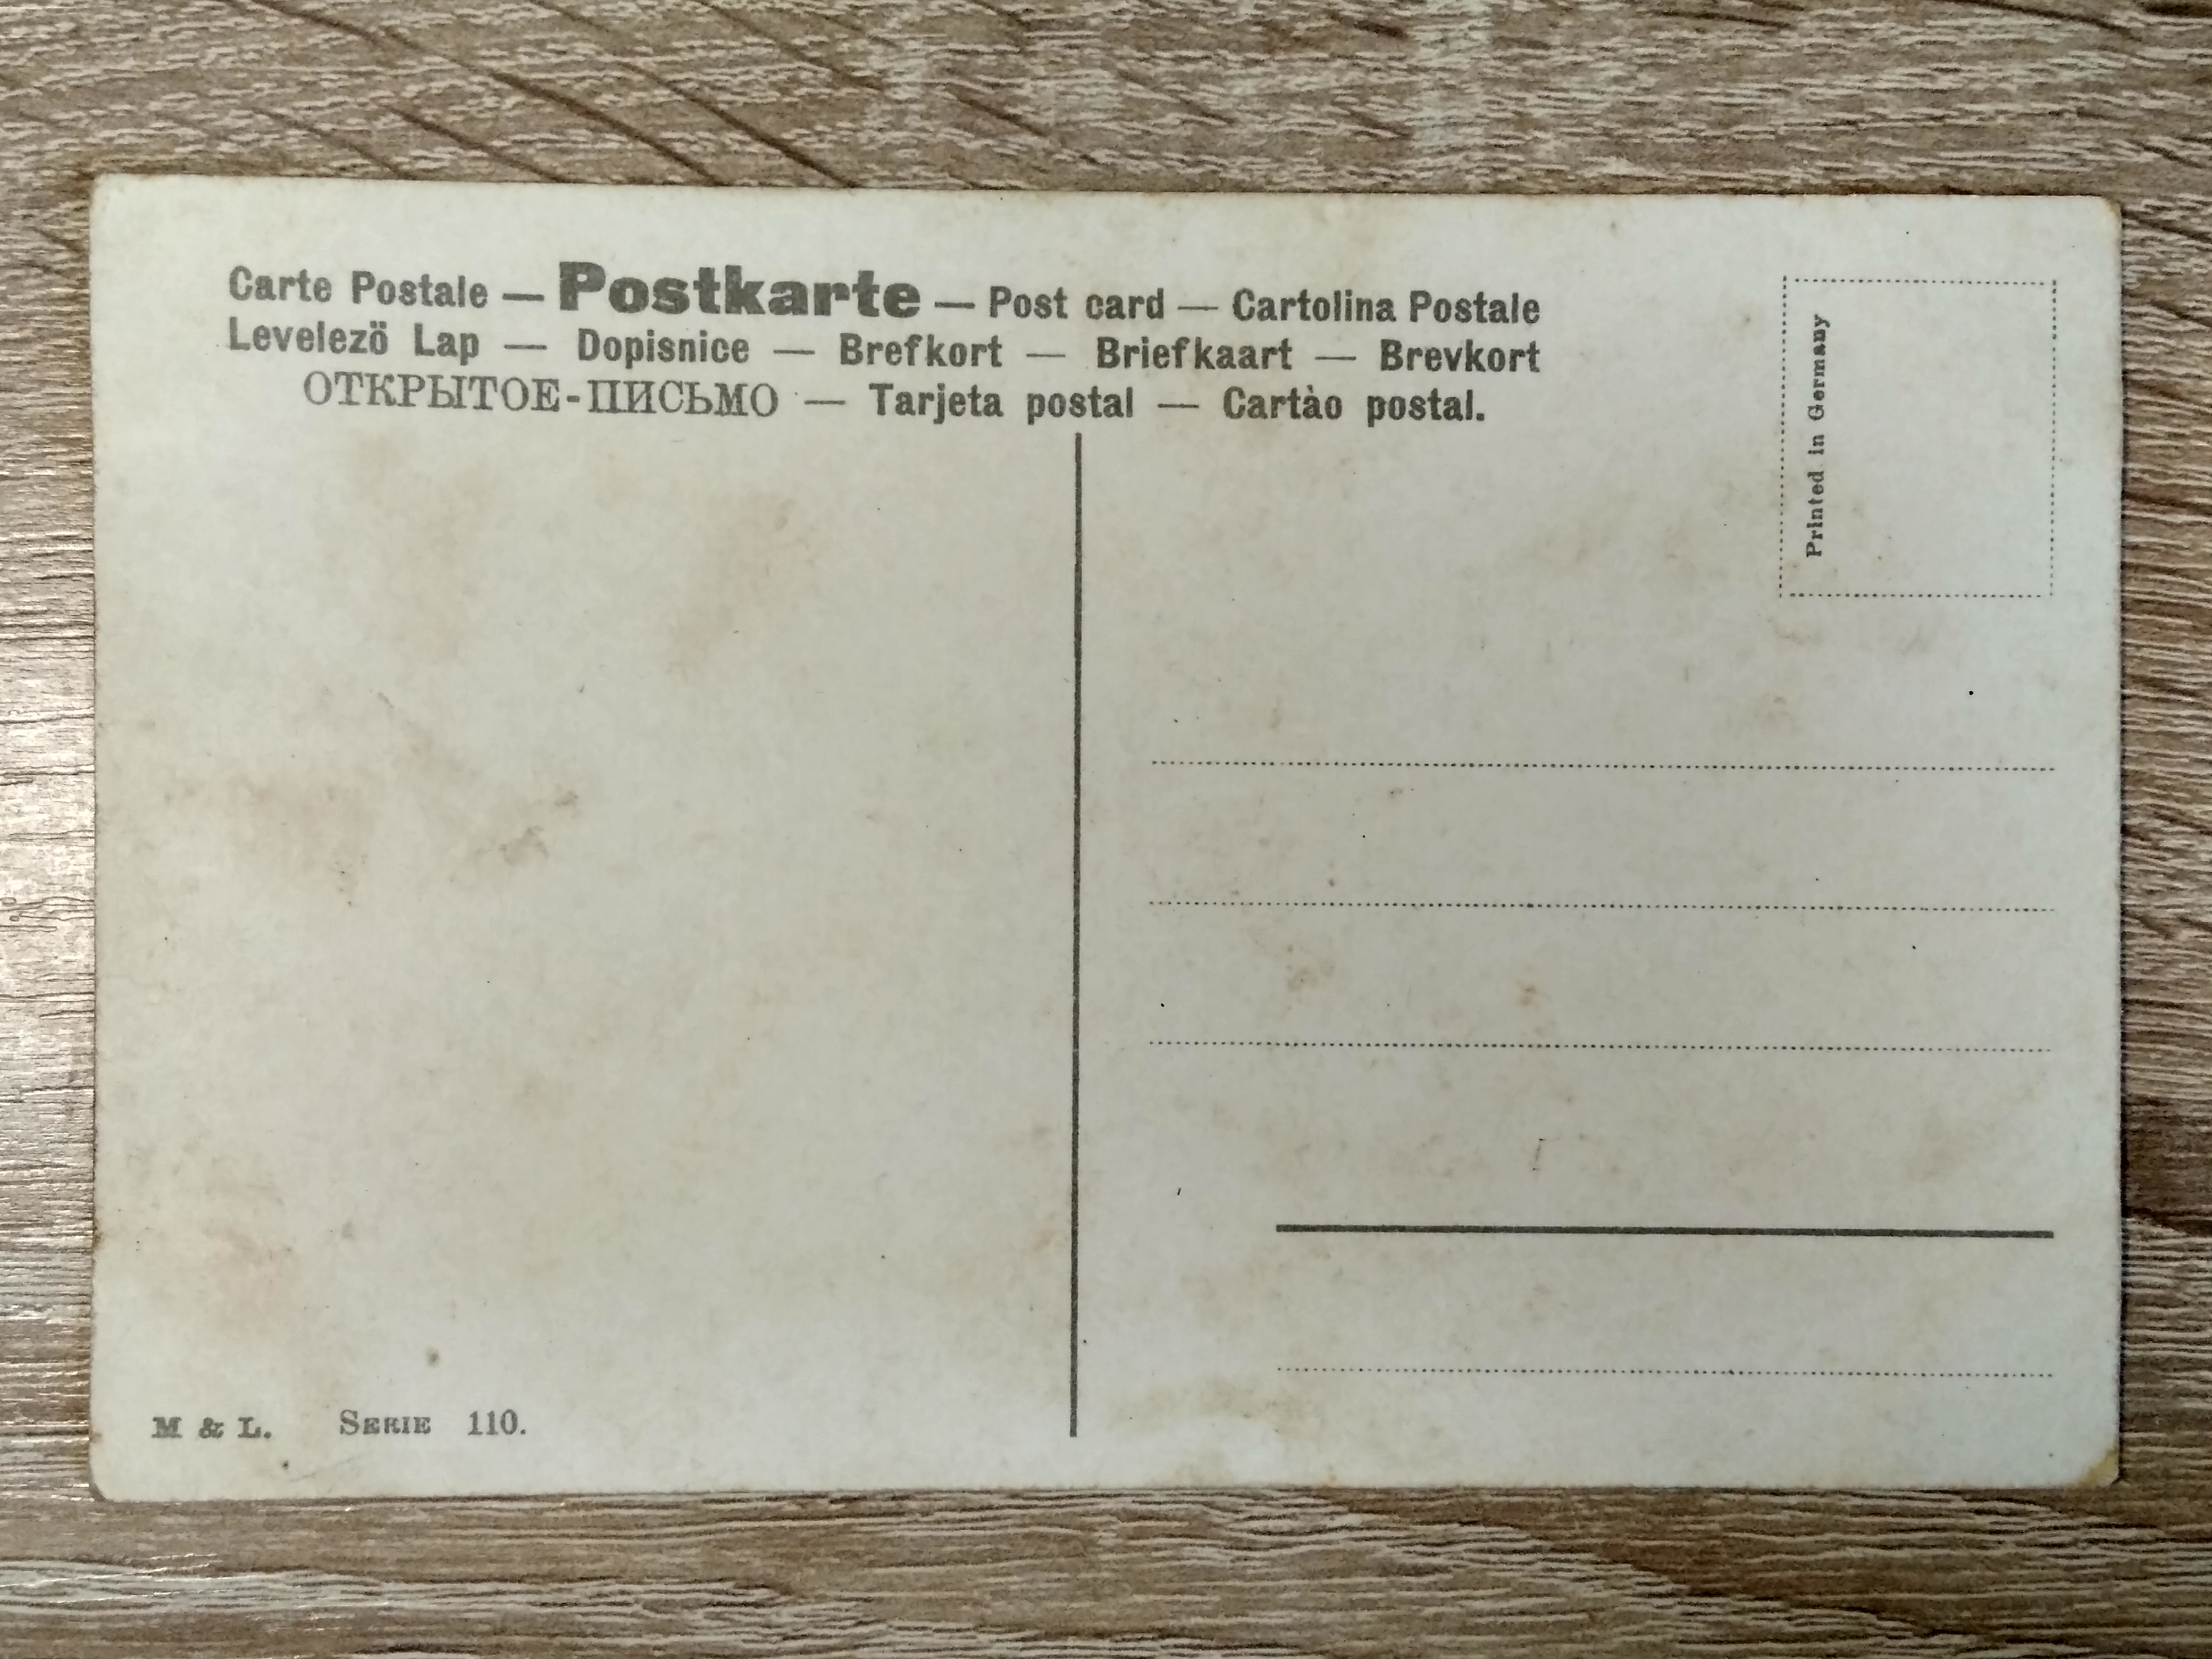 Carte Postale — Postkarte — Post card — Cartolina Postale
Levelezö Lap — Dopisnice — Brefkort — Briefkaart — Brevkort
ОТКРЫТОЕ-ПИСЬМО — Tarjeta postal — Cartào postal.
Printed in Germany
M & L. SERIE 110.